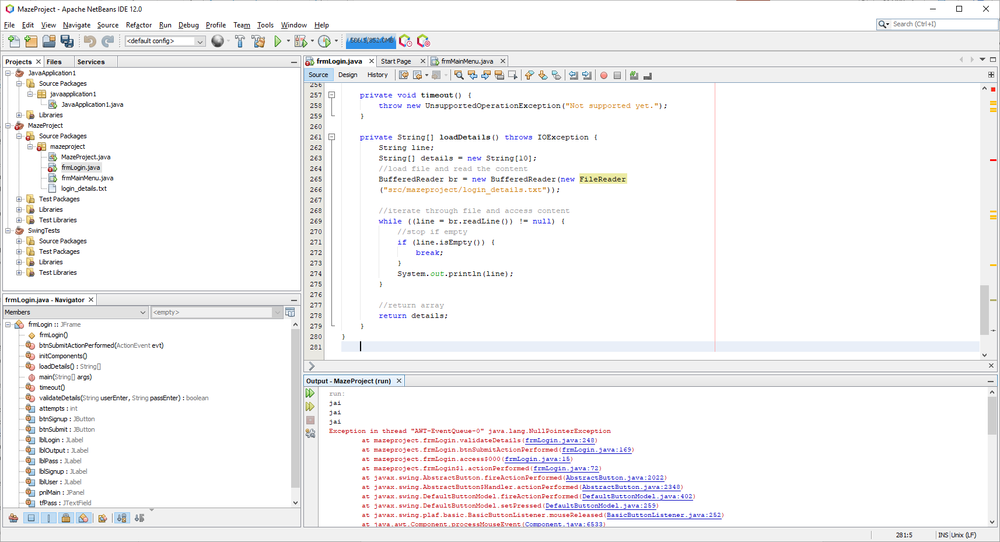 MazeProject - Apache NetBeans IDE 12.0
File Edit View Navigate Source Refactor Run Debug Profile Team Tools Window Help
Search (Ctrl+I)
<default config>
586.5/852.0MB
Projects Files Services
JavaApplication1
Source Packages
javaapplication1
JavaApplication1.java
Libraries
MazeProject
Source Packages
mazeproject
MazeProject.java
frmLogin.java
frmMainMenu.java
login_details.txt
Test Packages
Libraries
Test Libraries
SwingTests
Source Packages
Test Packages
Libraries
Test Libraries
frmLogin.java - Navigator
Members <empty>
frmLogin :: JFrame
frmLogin()
btnSubmitActionPerformed(ActionEvent evt)
initComponents()
loadDetails() : String[]
main(String[] args)
timeout()
validateDetails(String userEnter, String passEnter) : boolean
attempts : int
btnSignup : JButton
btnSubmit : JButton
lblLogin : JLabel
lblOutput : JLabel
lblPass : JLabel
lblSignup : JLabel
lblUser : JLabel
pnlMain : JPanel
tfPass : JTextField
frmLogin.java Start Page frmMainMenu.java
Source Design History
256
257 private void timeout() {
258 throw new UnsupportedOperationException("Not supported yet.");
259 }
260
261 private String[] loadDetails() throws IOException {
262 String line;
263 String[] details = new String[10];
264 //load file and read the content
265 BufferedReader br = new BufferedReader(new FileReader
266 ("src/mazeproject/login_details.txt"));
267
268 //iterate through file and access content
269 while ((line = br.readLine()) != null) {
270 //stop if empty
271 if (line.isEmpty()) {
272 break;
273 }
274 System.out.println(line);
275 }
276
277 //return array
278 return details;
279 }
280 }
281
Output - MazeProject (run)
run:
jai
jai
jai
Exception in thread "AWT-EventQueue-0" java.lang.NullPointerException
at mazeproject.frmLogin.validateDetails(frmLogin.java:248)
at mazeproject.frmLogin.btnSubmitActionPerformed(frmLogin.java:169)
at mazeproject.frmLogin.access$000(frmLogin.java:15)
at mazeproject.frmLogin$1.actionPerformed(frmLogin.java:72)
at javax.swing.AbstractButton.fireActionPerformed(AbstractButton.java:2022)
at javax.swing.AbstractButton$Handler.actionPerformed(AbstractButton.java:2348)
at javax.swing.DefaultButtonModel.fireActionPerformed(DefaultButtonModel.java:402)
at javax.swing.DefaultButtonModel.setPressed(DefaultButtonModel.java:259)
at javax.swing.plaf.basic.BasicButtonListener.mouseReleased(BasicButtonListener.java:252)
at java.awt.Component.processMouseEvent(Component.java:6533)
281:5 INS Unix (LF)